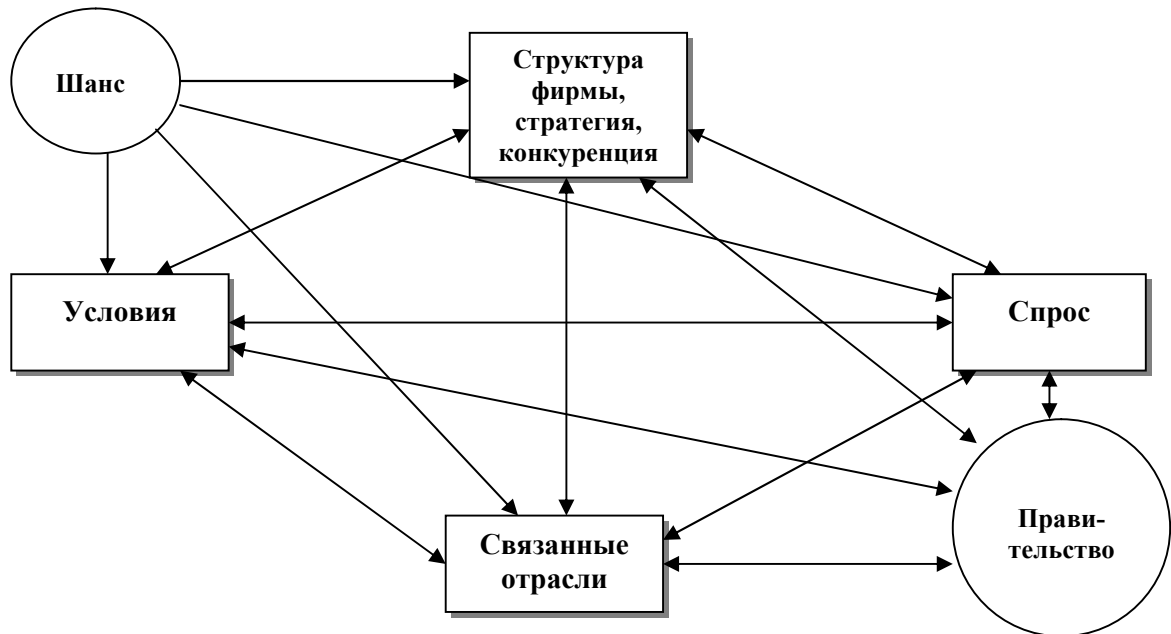 Шанс
Структура
фирмы,
стратегия,
конкуренция
Условия
Спрос
Связанные
отрасли
Прави-
тельство